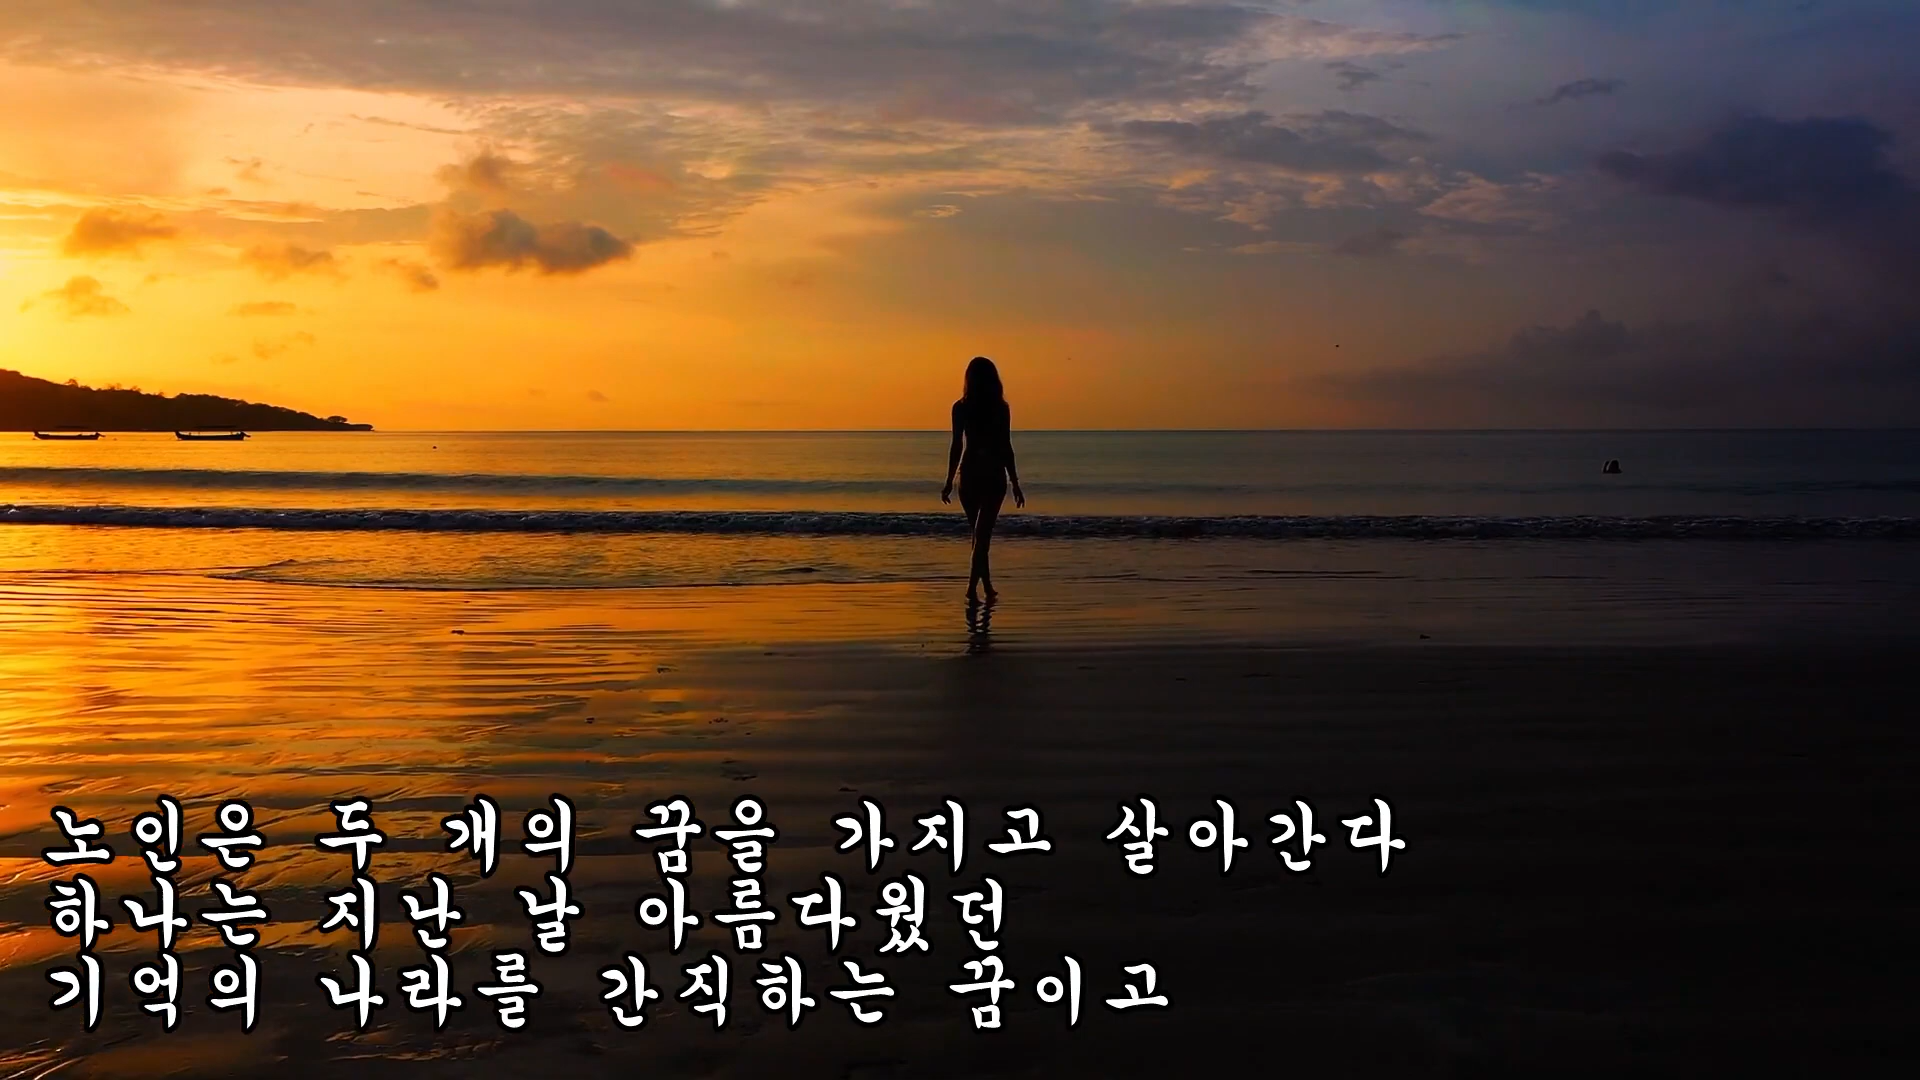 노인은 두 개의 꿈을 가지고 살아간다
하나는 지난 날 아름다웠던
기억의 나라를 간직하는 꿈이고